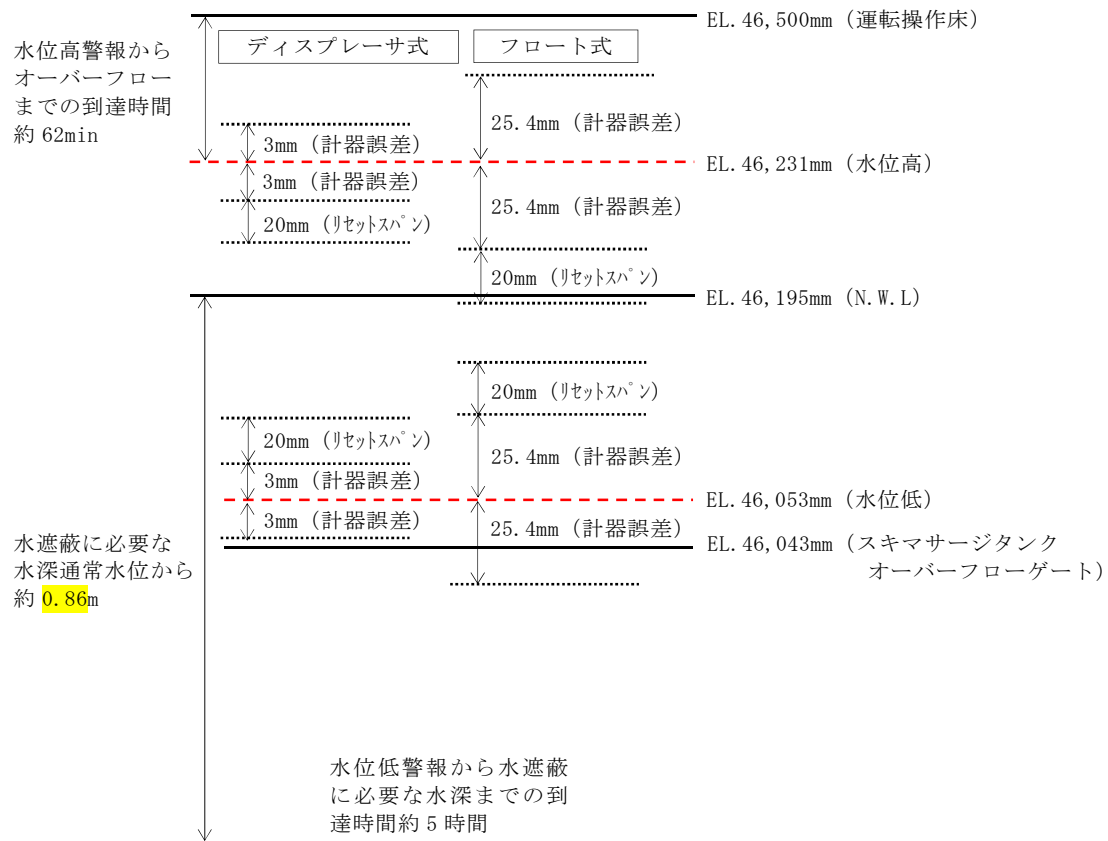 EL.46,500mm（運転操作床）
ディスプレーサ式
フロート式
水位高警報から
オーバーフロー
までの到達時間
約 62min
25.4mm（計器誤差）
3mm（計器誤差）
EL.46,231mm（水位高）
3mm（計器誤差）
25.4mm（計器誤差）
20mm（ﾘｾｯﾄｽﾊﾟﾝ）
20mm（ﾘｾｯﾄｽﾊﾟﾝ）
EL.46,195mm（N.W.L）
20mm（ﾘｾｯﾄｽﾊﾟﾝ）
20mm（ﾘｾｯﾄｽﾊﾟﾝ）
25.4mm（計器誤差）
3mm（計器誤差）
EL.46,053mm（水位低）
3mm（計器誤差）
25.4mm（計器誤差）
EL.46,043mm（スキマサージタンク
オーバーフローゲート）
水遮蔽に必要な
水深通常水位から
約 0.86m
水位低警報から水遮蔽
に必要な水深までの到
達時間約 5 時間